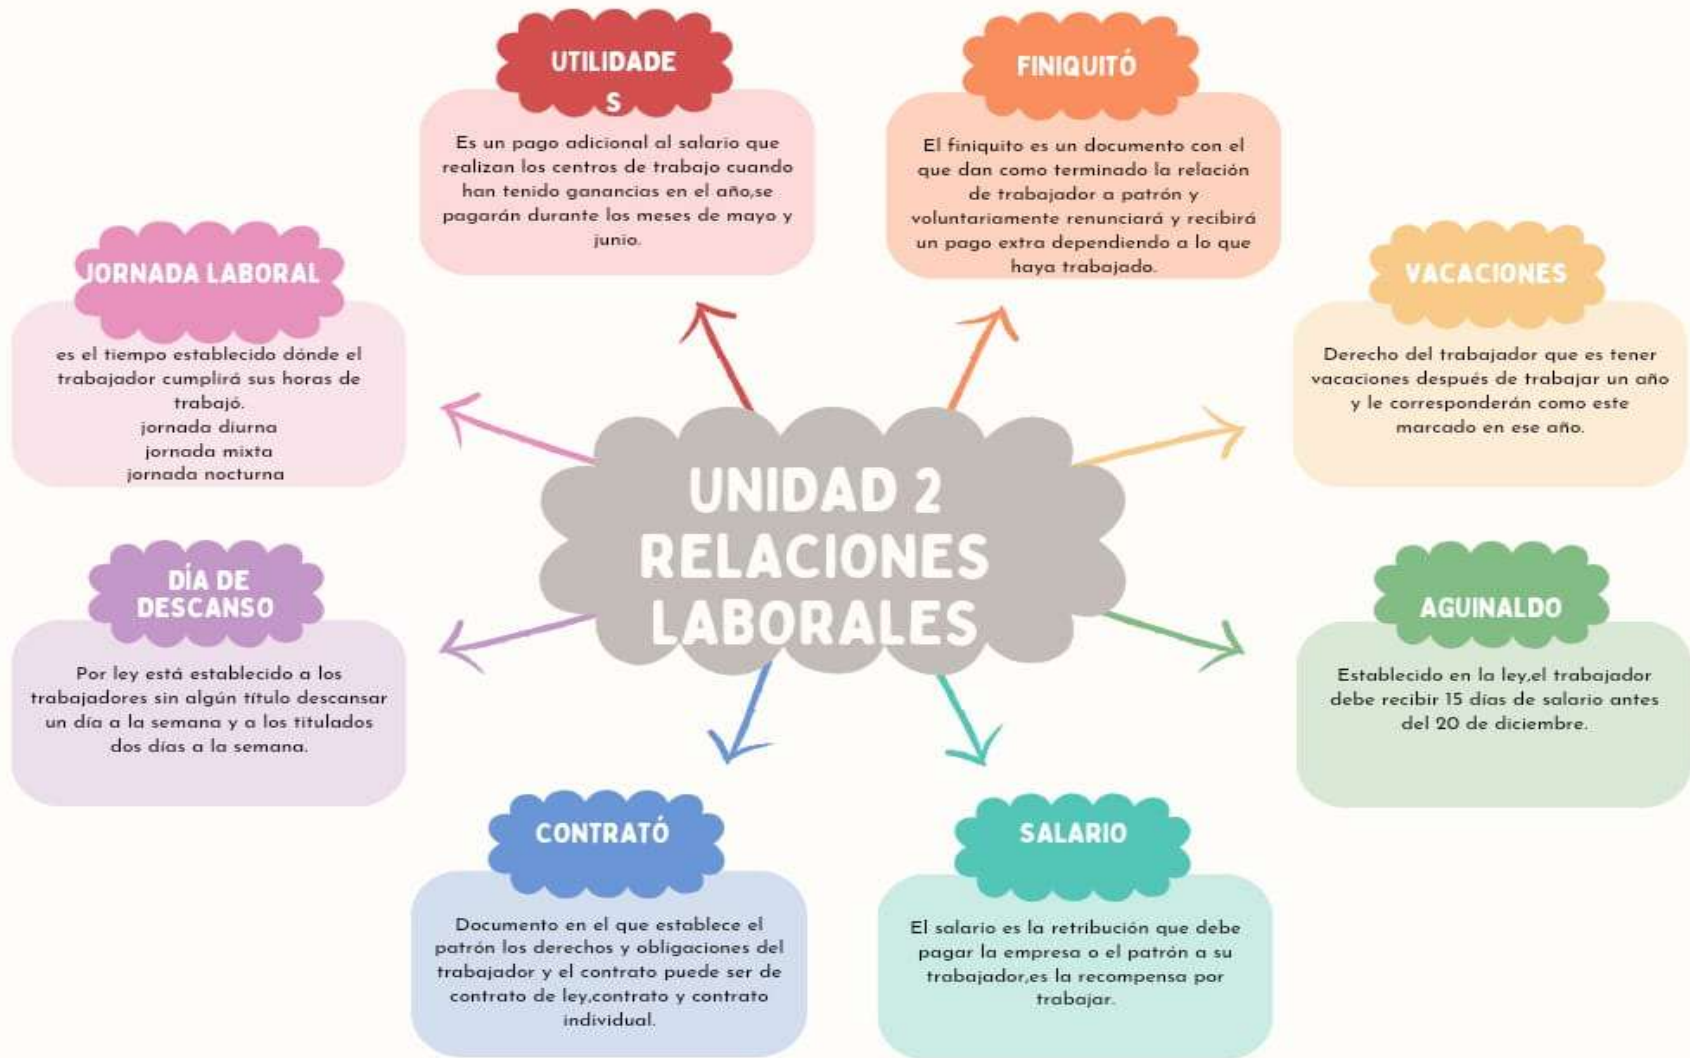 UTILIDADE
S
Es un pago adicional al salario que
realizan los centros de trabajo cuando
han tenido ganancias en el año,se
pagarán durante los meses de mayo y
junio.
FINIQUITÓ
El finiquito es un documento con el
que dan como terminado la relación
de trabajador a patrón y
voluntariamente renunciará y recibirá
un pago extra dependiendo a lo que
haya trabajado.
JORNADA LABORAL
es el tiempo establecido dónde el
trabajador cumplirá sus horas de
trabajó.
jornada diurna
jornada mixta
jornada nocturna
VACACIONES
Derecho del trabajador que es tener
vacaciones después de trabajar un año
y le corresponderán como este
marcado en ese año.
UNIDAD 2
RELACIONES
LABORALES
DÍA DE
DESCANSO
Por ley está establecido a los
trabajadores sin algún título descansar
un día a la semana y a los titulados
dos días a la semana.
AGUINALDO
Establecido en la ley,el trabajador
debe recibir 15 días de salario antes
del 20 de diciembre.
CONTRATÓ
Documento en el que establece el
patrón los derechos y obligaciones del
trabajador y el contrato puede ser de
contrato de ley,contrato y contrato
individual.
SALARIO
El salario es la retribución que debe
pagar la empresa o el patrón a su
trabajador,es la recompensa por
trabajar.